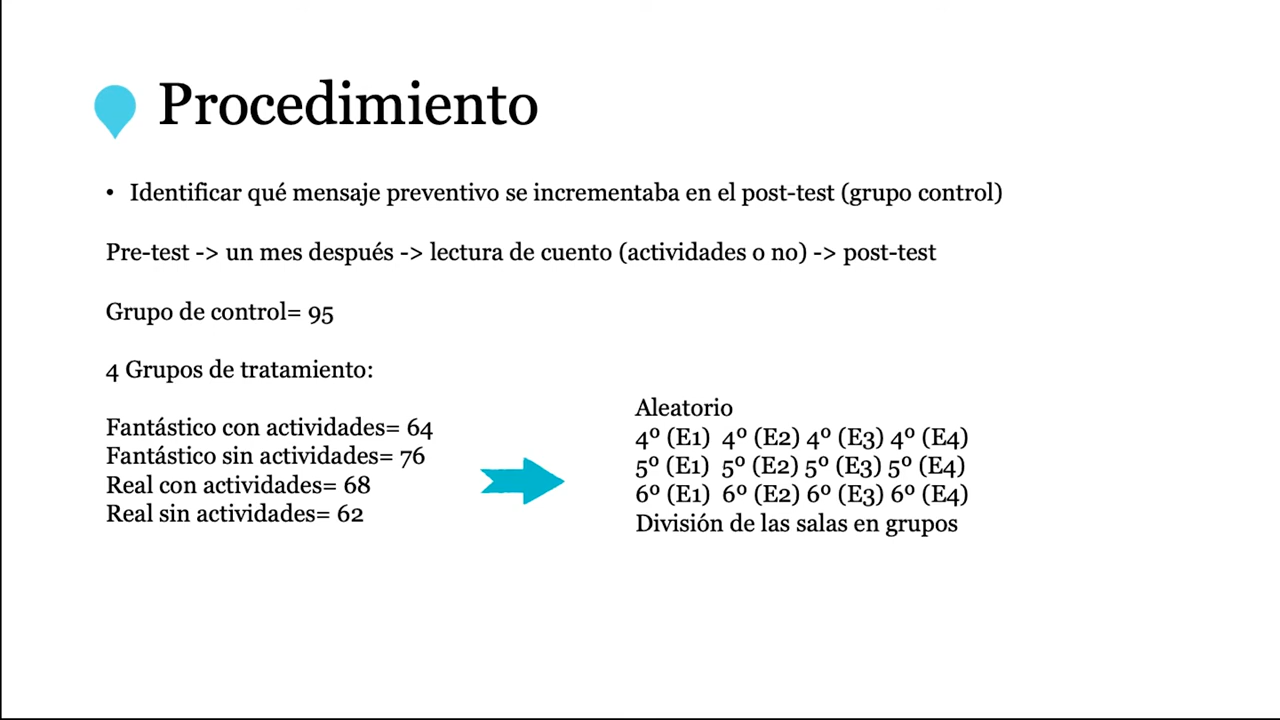 Procedimiento
• Identificar qué mensaje preventivo se incrementaba en el post-test (grupo control)
Pre-test -> un mes después -> lectura de cuento (actividades o no) -> post-test
Grupo de control= 95
4 Grupos de tratamiento:
Fantástico con actividades= 64
Fantástico sin actividades= 76
Real con actividades= 68
Real sin actividades= 62
Aleatorio
4º (E1) 4º (E2) 4º (E3) 4º (E4)
5º (E1) 5º (E2) 5º (E3) 5º (E4)
6º (E1) 6º (E2) 6º (E3) 6º (E4)
División de las salas en grupos